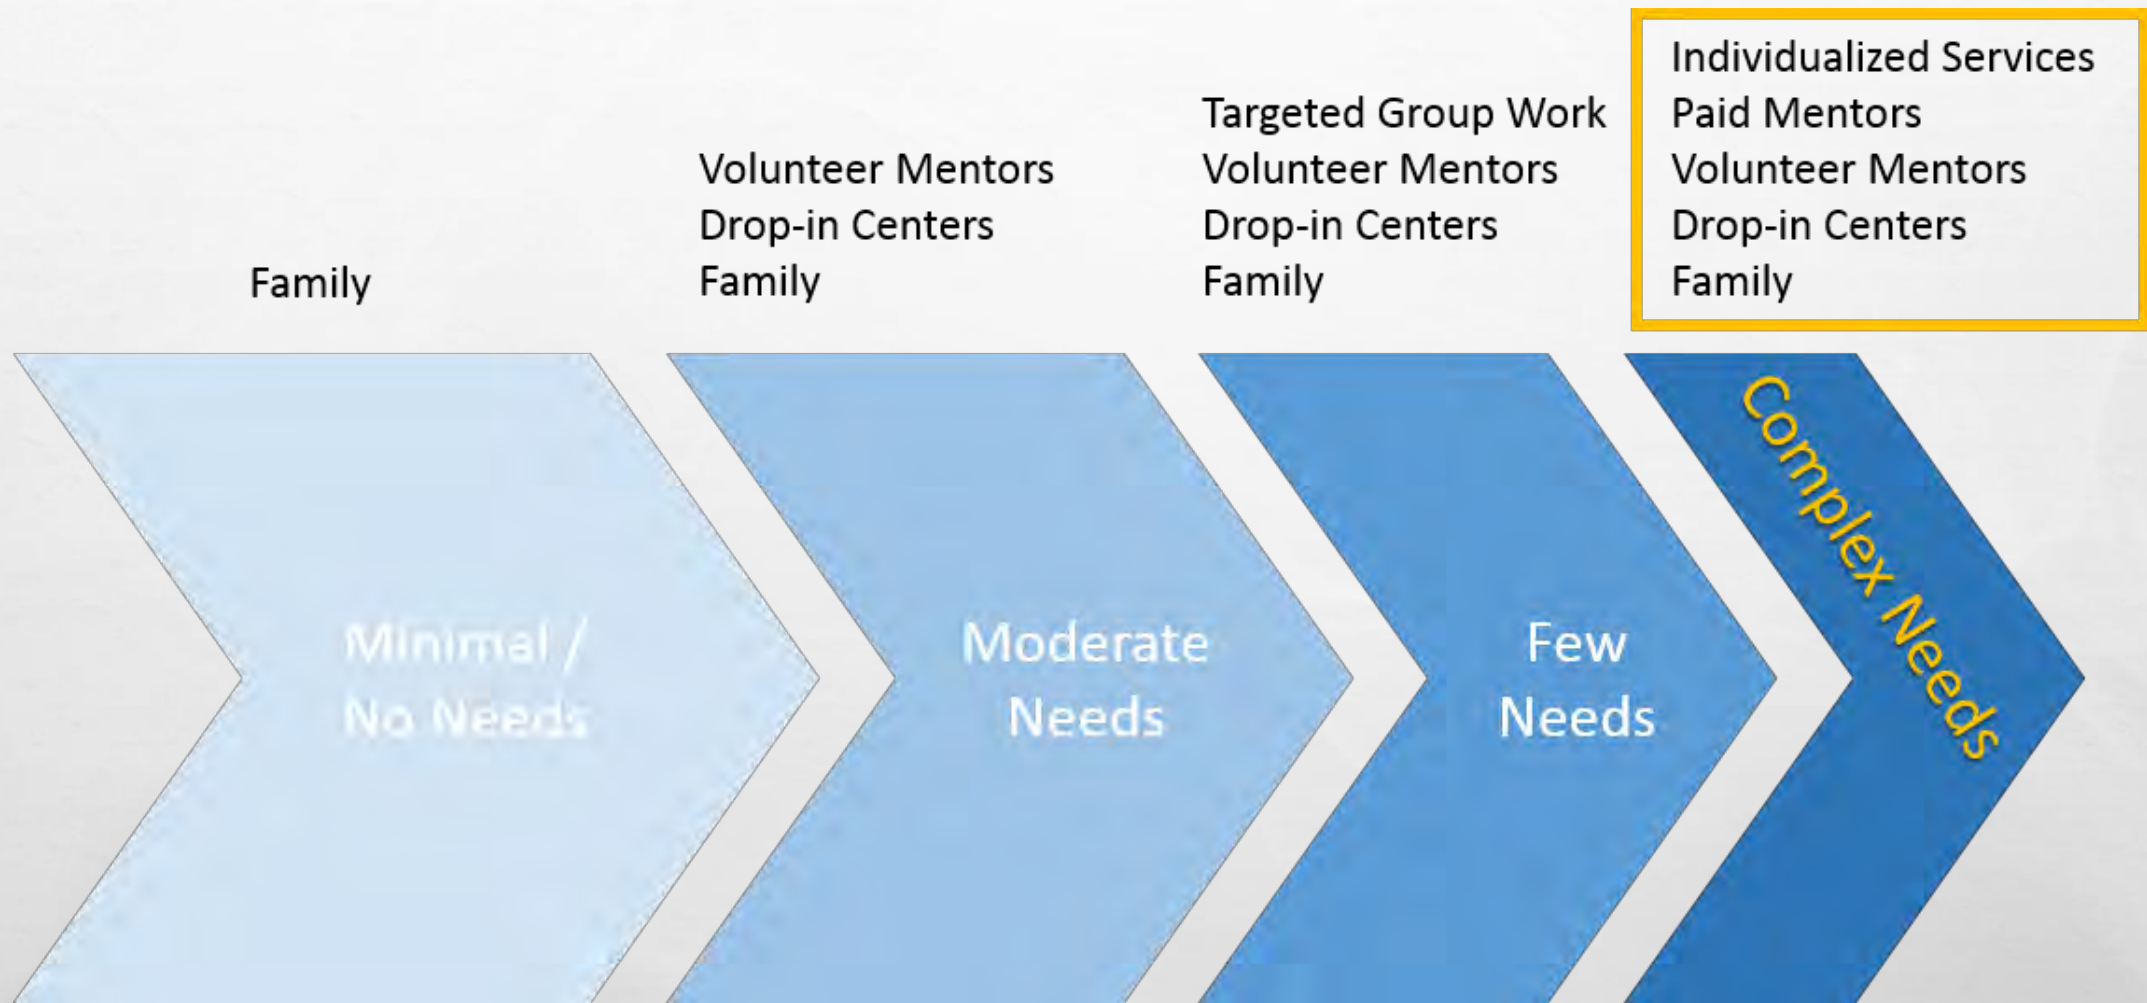 Family
Volunteer Mentors
Drop-in Centers
Family
Targeted Group Work
Volunteer Mentors
Drop-in Centers
Family
Individualized Services
Paid Mentors
Volunteer Mentors
Drop-in Centers
Family
Minimal /
No Needs
Moderate
Needs
Few
Needs
Complex Needs